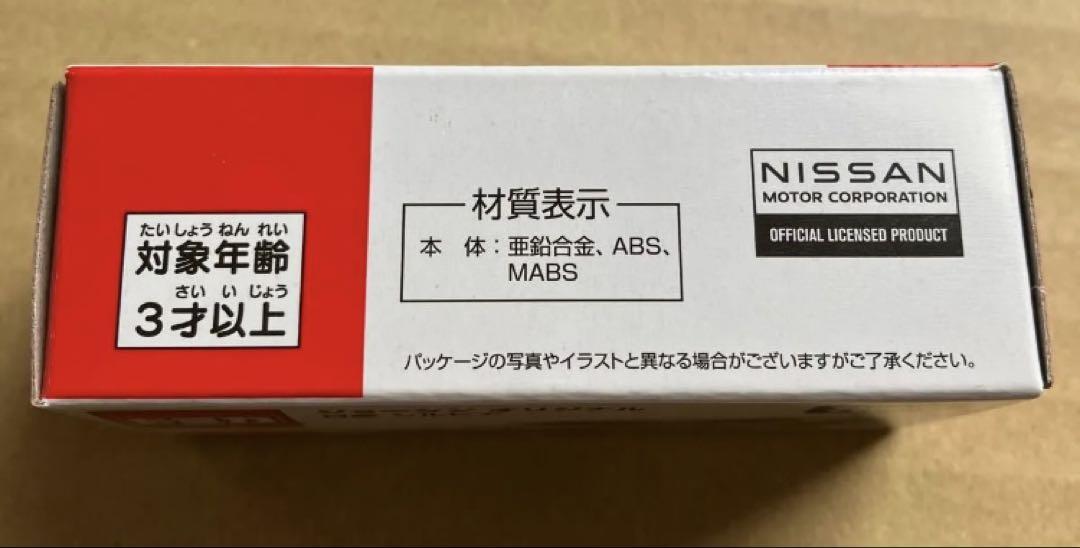 たいしょうねんれい
対象年齢
さいいじょう
3才以上
材質表示
本 体：亜鉛合金、ABS、
MABS
NISSAN
MOTOR CORPORATION
OFFICIAL LICENSED PRODUCT
パッケージの写真やイラストと異なる場合がございますがご了承ください。